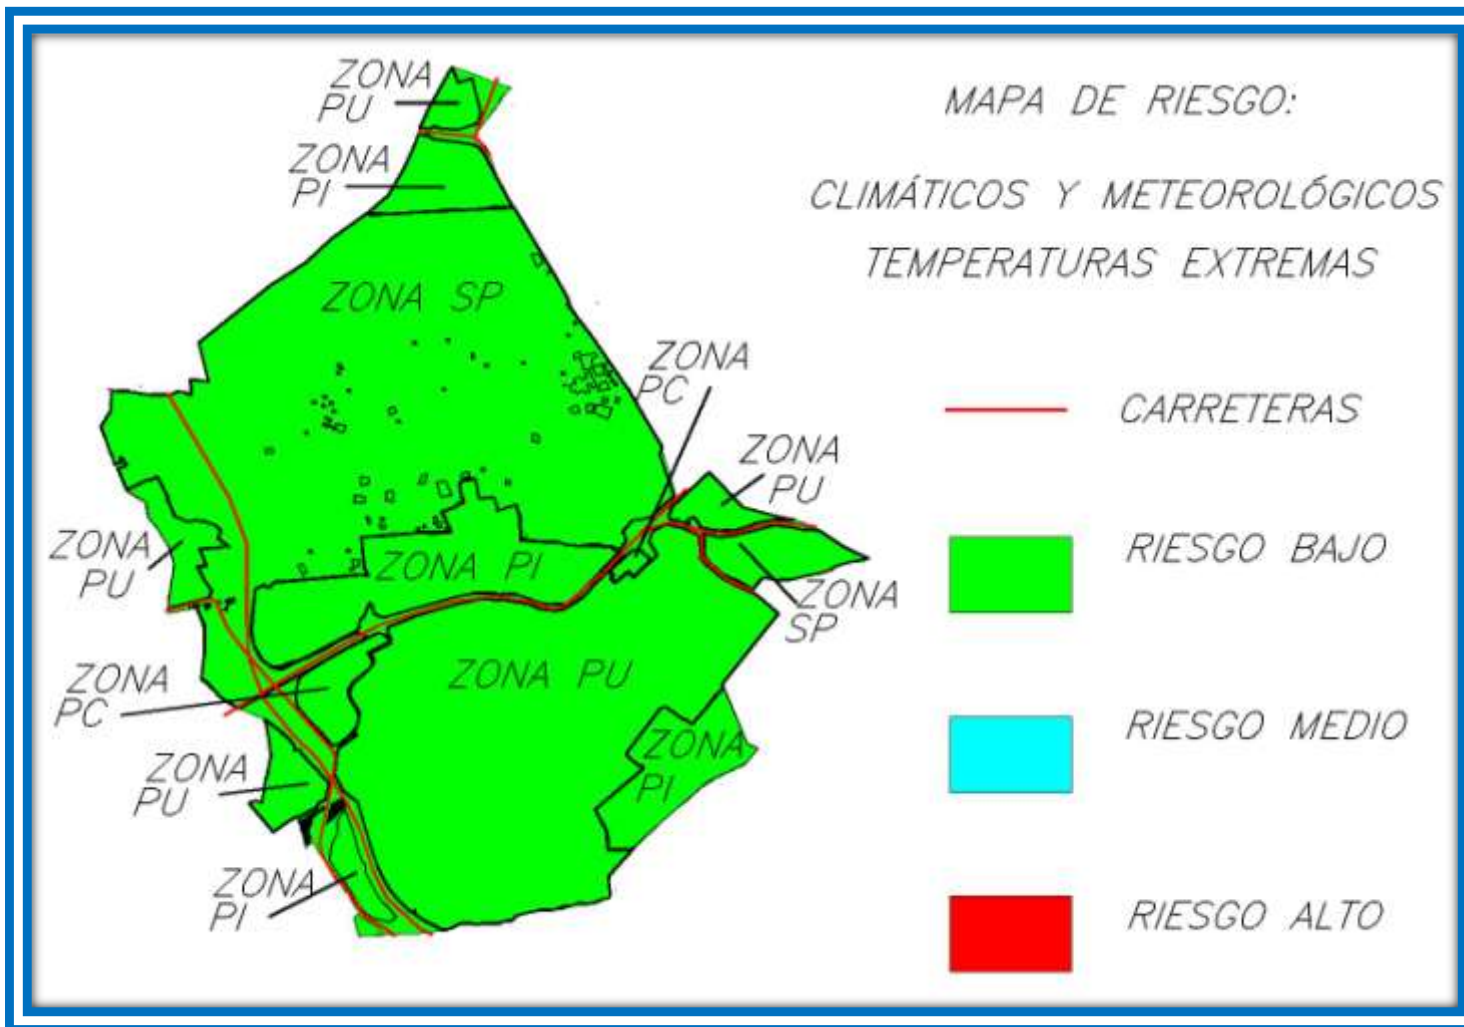 MAPA DE RIESGO:
CLIMÁTICOS Y METEOROLÓGICOS
TEMPERATURAS EXTREMAS
CARRETERAS
RIESGO BAJO
RIESGO MEDIO
RIESGO ALTO
ZONA
PU
ZONA
PI
ZONA SP
ZONA
PC
ZONA
PU
ZONA
PU
ZONA PI
ZONA
SP
ZONA
PC
ZONA PU
ZONA
PU
ZONA
PI
ZONA
PI